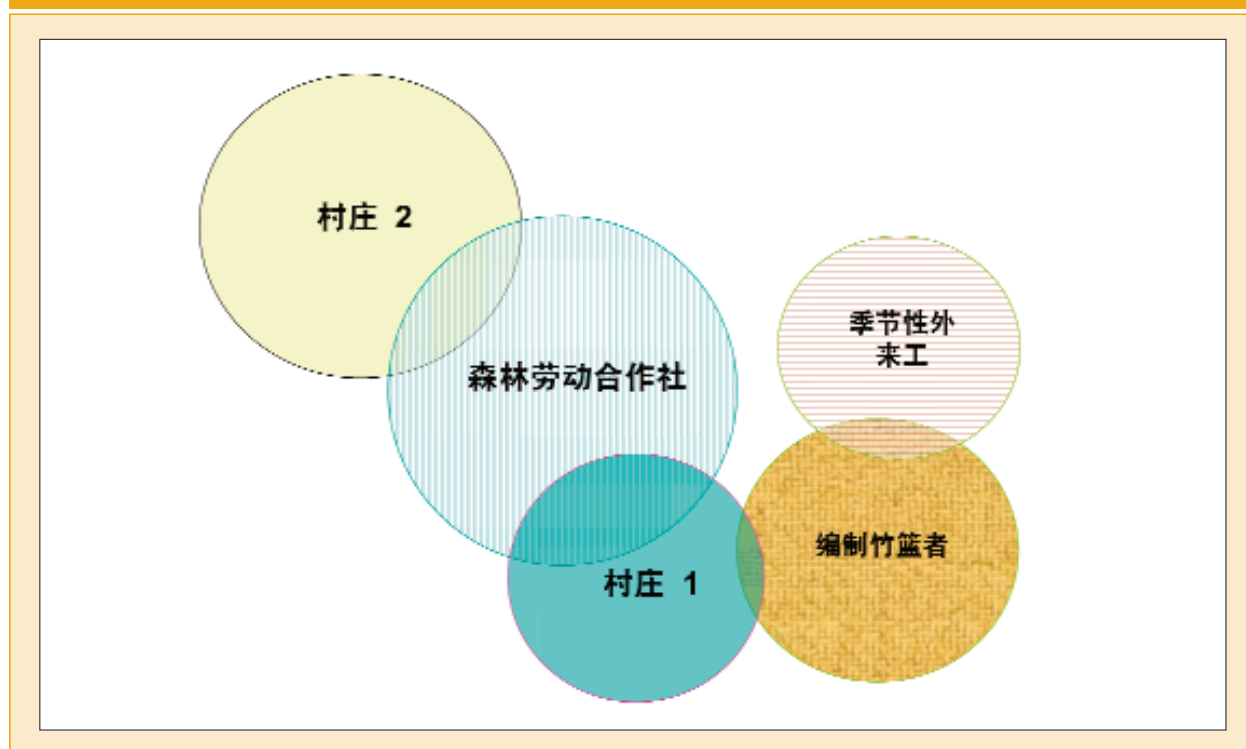 村庄 2
季节性外
来工
森林劳动合作社
编制竹篮者
村庄 1